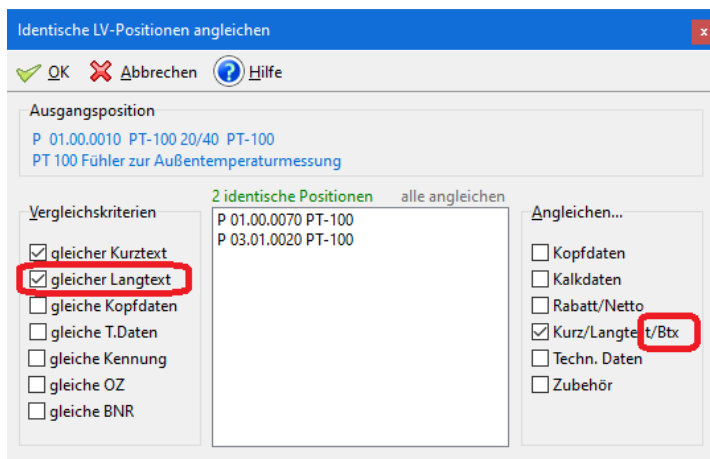 Identische LV-Positionen angleichen
x
OK Abbrechen ? Hilfe
Ausgangsposition
P 01.00.0010 PT-100 20/40 PT-100
PT 100 Fühler zur Außentemperaturmessung
Vergleichskriterien
gleicher Kurztext
gleicher Langtext
gleiche Kopfdaten
gleiche T.Daten
gleiche Kennung
gleiche OZ
gleiche BNR
2 identische Positionen alle angleichen
P 01.00.0070 PT-100
P 03.01.0020 PT-100
Angleichen...
Kopfdaten
Kalkdaten
Rabatt/Netto
Kurz/Langtext/Btx
Techn. Daten
Zubehör